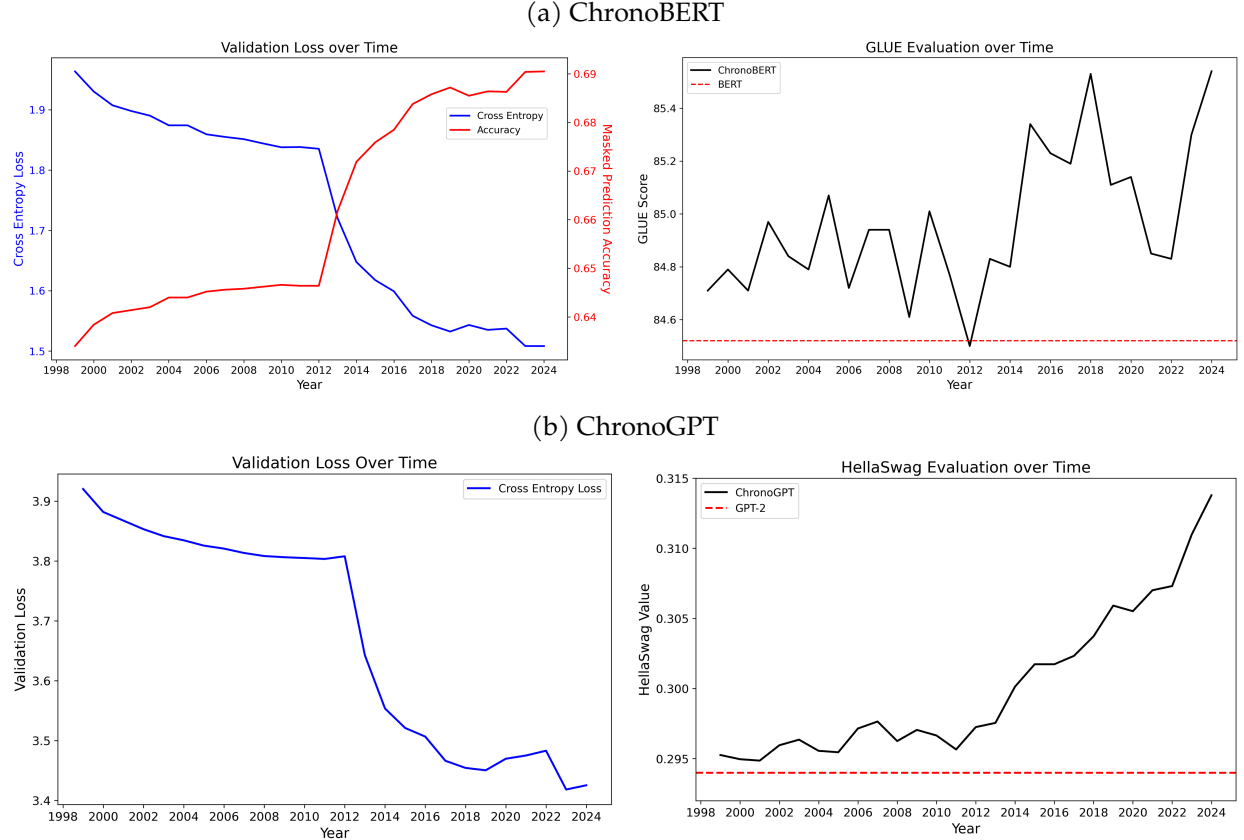 (a) ChronoBERT
Validation Loss over Time
Cross Entropy Loss
1.9
1.8
1.7
1.6
1.5
Cross Entropy
Accuracy
0.69
0.68
0.67
0.66
0.65
0.64
Masked Prediction Accuracy
1998 2000 2002 2004 2006 2008 2010 2012 2014 2016 2018 2020 2022 2024
Year
GLUE Evaluation over Time
GLUE Score
85.4
85.2
85.0
84.8
84.6
ChronoBERT
BERT
1998 2000 2002 2004 2006 2008 2010 2012 2014 2016 2018 2020 2022 2024
Year
(b) ChronoGPT
Validation Loss Over Time
Validation Loss
3.9
3.8
3.7
3.6
3.5
3.4
Cross Entropy Loss
1998 2000 2002 2004 2006 2008 2010 2012 2014 2016 2018 2020 2022 2024
Year
HellaSwag Evaluation over Time
HellaSwag Value
0.315
0.310
0.305
0.300
0.295
ChronoGPT
GPT-2
1998 2000 2002 2004 2006 2008 2010 2012 2014 2016 2018 2020 2022 2024
Year